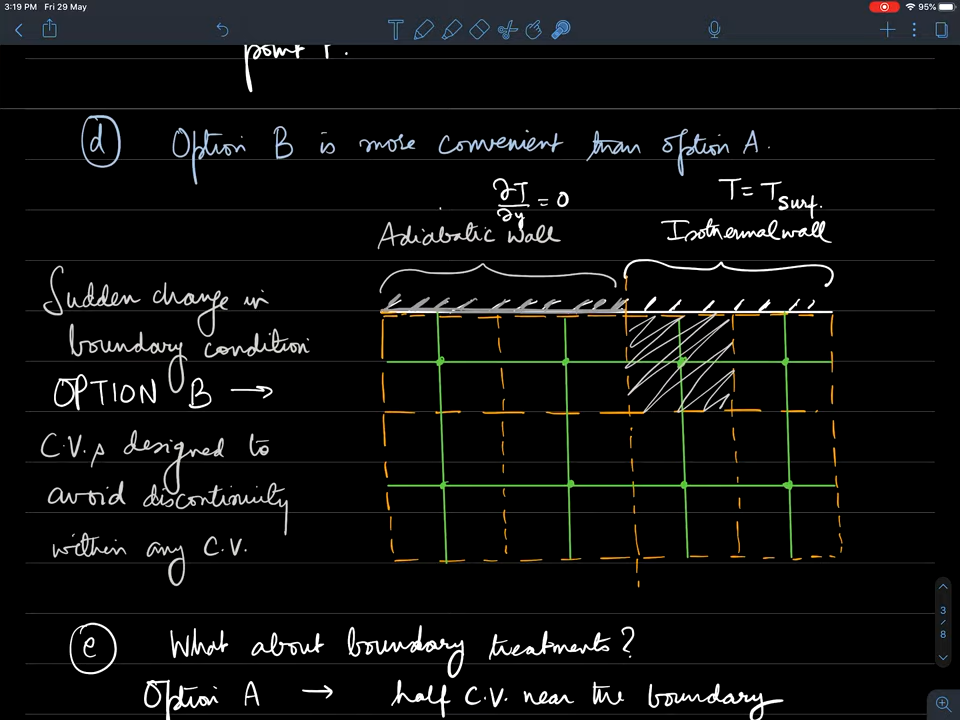 3:19 PM Fri 29 May
95%
point P.
(d) Option B is more convenient than option A.
∂T/∂y = 0
T = T surf.
Adiabatic wall
Isothermal wall
Sudden change in
boundary condition
OPTION B →
C.V.s designed to
avoid discontinuity
within any C.V.
3
/
8
(e) What about boundary treatments?
Option A → half C.V. near the boundary